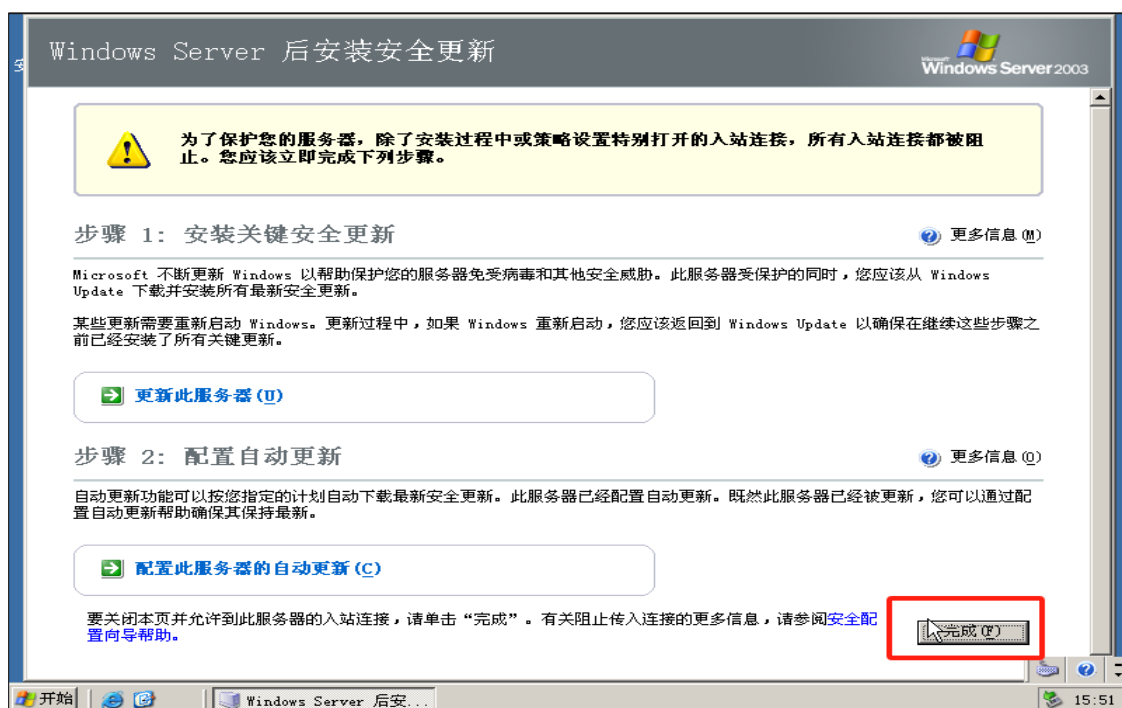 Windows Server 后安装安全更新
Microsoft
Windows Server 2003
为了保护您的服务器，除了安装过程中或策略设置特别打开的入站连接，所有入站连接都被阻
止。您应该立即完成下列步骤。
步骤 1: 安装关键安全更新
更多信息(M)
Microsoft 不断更新 Windows 以帮助保护您的服务器免受病毒和其他安全威胁。此服务器受保护的同时，您应该从 Windows
Update 下载并安装所有最新安全更新。
某些更新需要重新启动 Windows。更新过程中，如果 Windows 重新启动，您应该返回到 Windows Update 以确保在继续这些步骤之
前已经安装了所有关键更新。
更新此服务器(U)
步骤 2: 配置自动更新
更多信息(O)
自动更新功能可以按您指定的计划自动下载最新安全更新。此服务器已经配置自动更新。既然此服务器已经被更新，您可以通过配
置自动更新帮助确保其保持最新。
配置此服务器的自动更新(C)
要关闭本页并允许到此服务器的入站连接，请单击“完成”。有关阻止传入连接的更多信息，请参阅安全配
置向导帮助。
完成(F)
开始
Windows Server 后安...
15:51